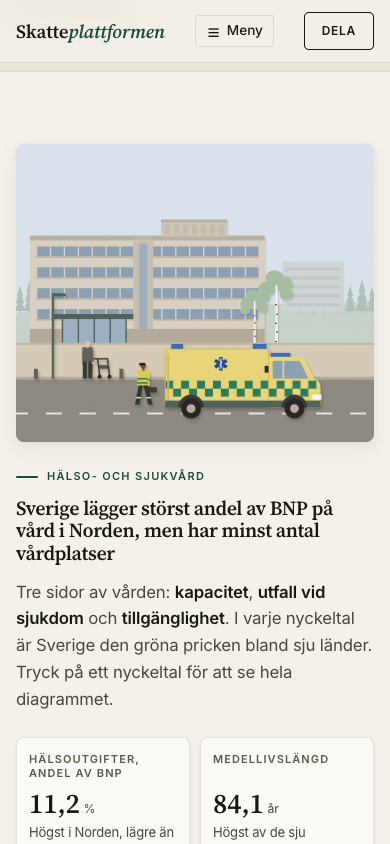 Skatteplattformen
Meny
DELA
HÄLSO- OCH SJUKVÅRD
Sverige lägger störst andel av BNP på
vård i Norden, men har minst antal
vårdplatser
Tre sidor av vården: kapacitet, utfall vid
sjukdom och tillgänglighet. I varje nyckeltal
är Sverige den gröna pricken bland sju länder.
Tryck på ett nyckeltal för att se hela
diagrammet.
HÄLSOUTGIFTER,
ANDEL AV BNP
11,2 %
Högst i Norden, lägre än
MEDELLIVSLÄNGD
84,1 år
Högst av de sju